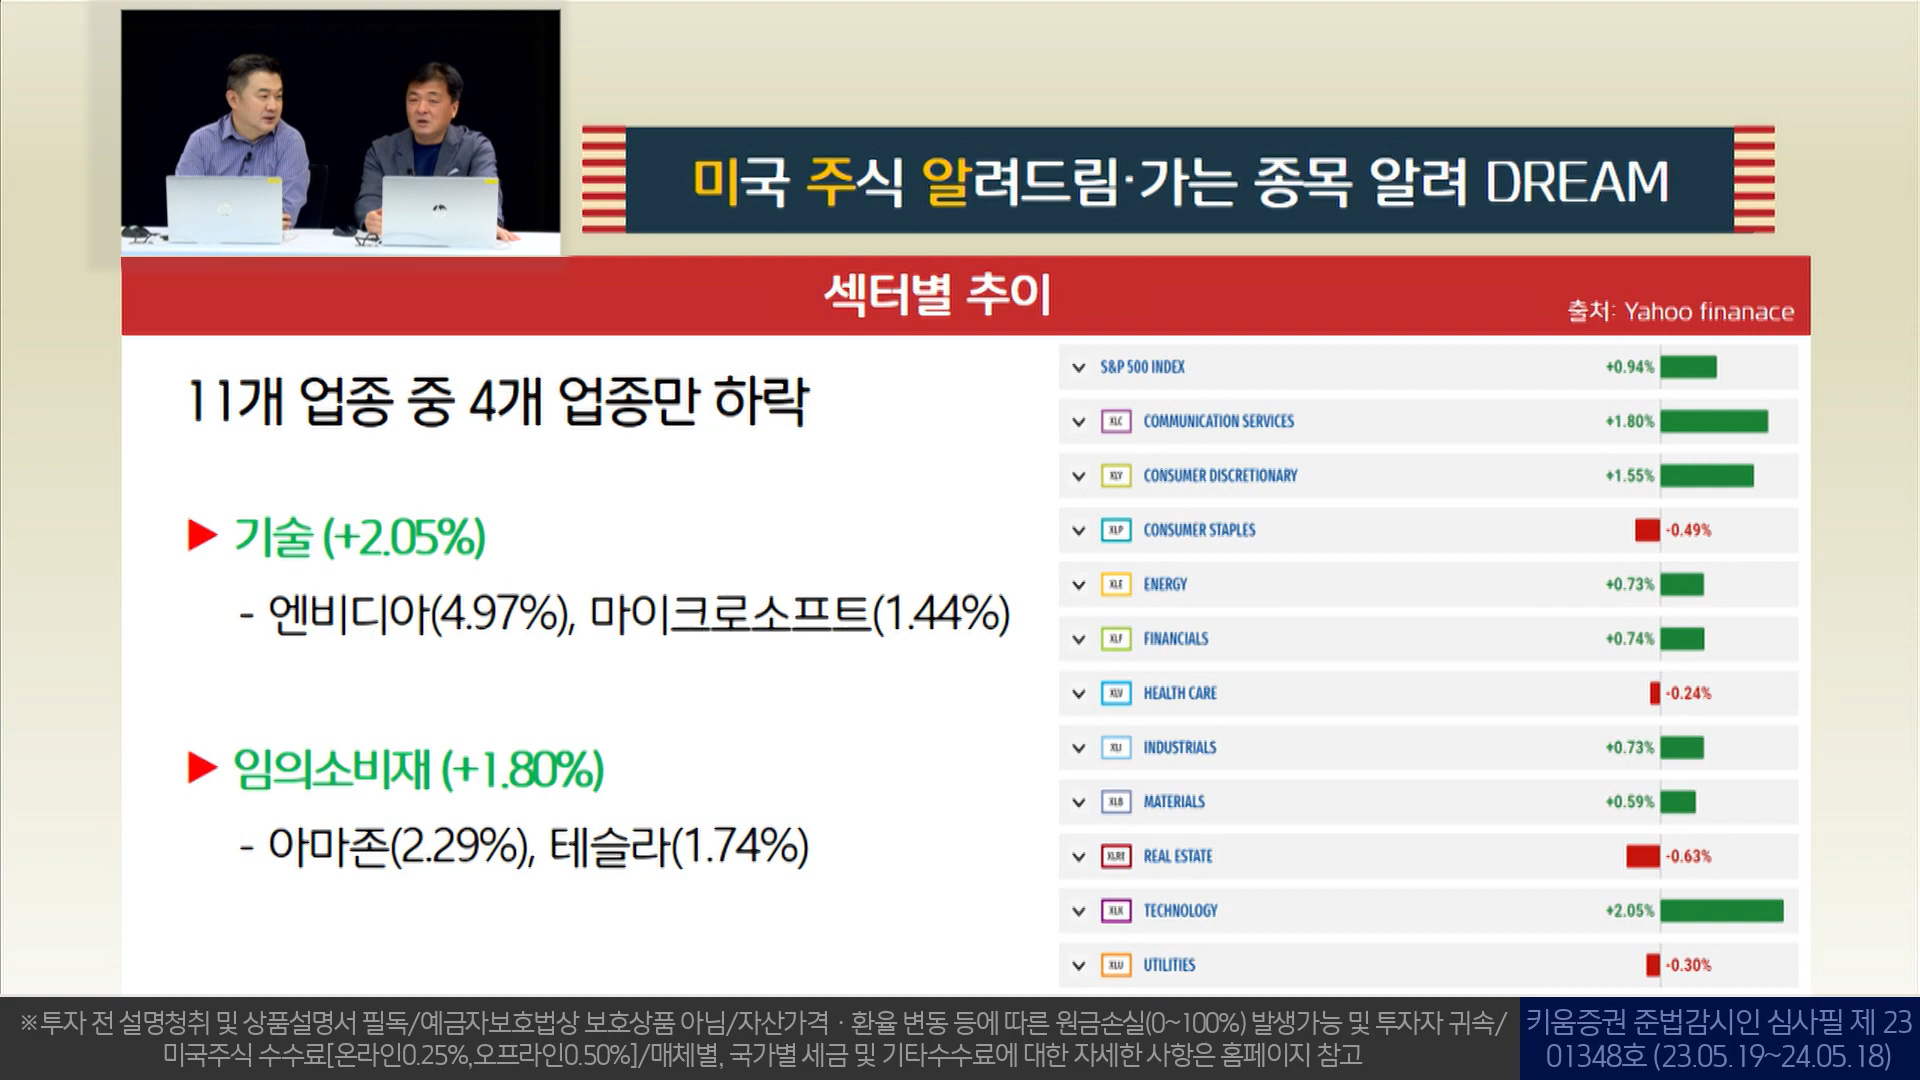 미국 주식 알려드림·가는 종목 알려 DREAM
섹터별 추이
출처: Yahoo finanace
11개 업종 중 4개 업종만 하락
▶ 기술 (+2.05%)
- 엔비디아(4.97%), 마이크로소프트(1.44%)
▶ 임의소비재 (+1.80%)
- 아마존(2.29%), 테슬라(1.74%)
S&P 500 INDEX +0.94%
XLC COMMUNICATION SERVICES +1.80%
XLY CONSUMER DISCRETIONARY +1.55%
XLP CONSUMER STAPLES -0.49%
XLE ENERGY +0.73%
XLF FINANCIALS +0.74%
XLV HEALTH CARE -0.24%
XLI INDUSTRIALS +0.73%
XLB MATERIALS +0.59%
XLRE REAL ESTATE -0.63%
XLK TECHNOLOGY +2.05%
XLU UTILITIES -0.30%
※투자 전 설명청취 및 상품설명서 필독/예금자보호법상 보호상품 아님/자산가격 · 환율 변동 등에 따른 원금손실(0~100%) 발생가능 및 투자자 귀속/
미국주식 수수료[온라인0.25%,오프라인0.50%]/매체별, 국가별 세금 및 기타수수료에 대한 자세한 사항은 홈페이지 참고
키움증권 준법감시인 심사필 제 23
01348호 (23.05.19~24.05.18)